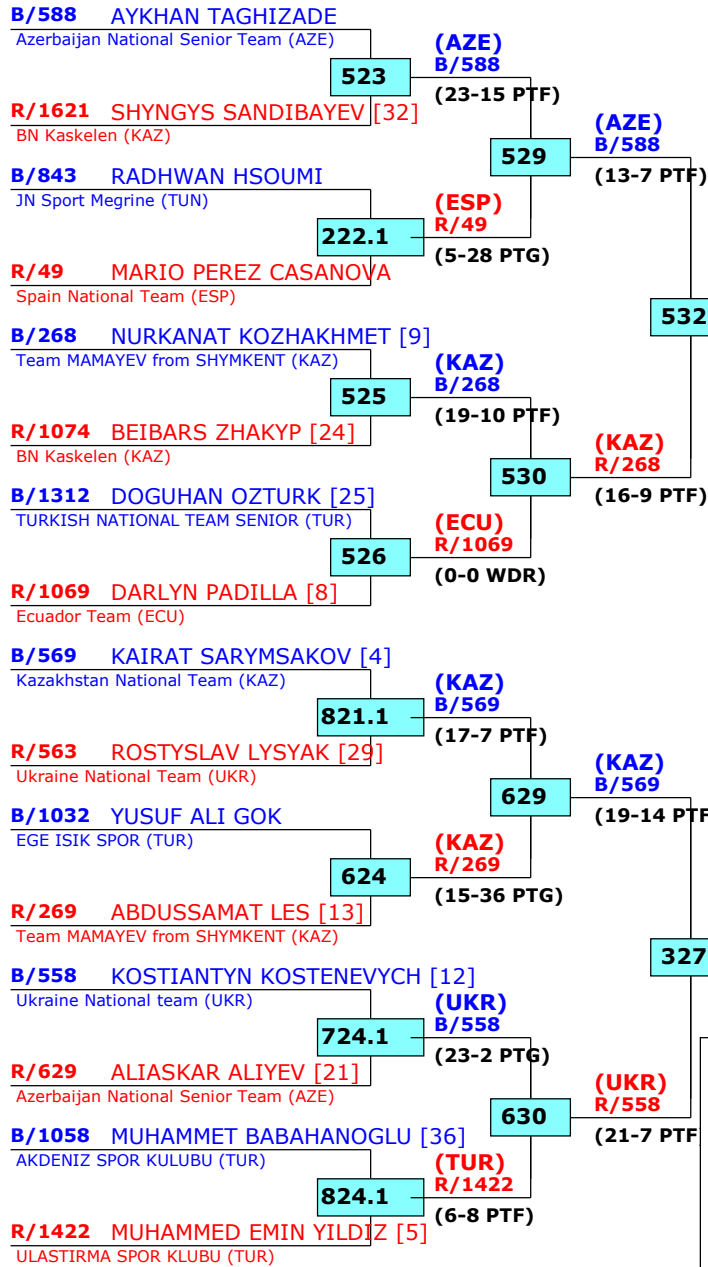 B/588 AYKHAN TAGHIZADE
Azerbaijan National Senior Team (AZE)
523
(AZE)
B/588
(23-15 PTF)
R/1621 SHYNGYS SANDIBAYEV [32]
BN Kaskelen (KAZ)
529
(AZE)
B/588
(13-7 PTF)
B/843 RADHWAN HSOUMI
JN Sport Megrine (TUN)
222.1
(ESP)
R/49
(5-28 PTG)
R/49 MARIO PEREZ CASANOVA
Spain National Team (ESP)
532
B/268 NURKANAT KOZHAKHMET [9]
Team MAMAYEV from SHYMKENT (KAZ)
525
(KAZ)
B/268
(19-10 PTF)
R/1074 BEIBARS ZHAKYP [24]
BN Kaskelen (KAZ)
530
(KAZ)
R/268
(16-9 PTF)
B/1312 DOGUHAN OZTURK [25]
TURKISH NATIONAL TEAM SENIOR (TUR)
526
(ECU)
R/1069
(0-0 WDR)
R/1069 DARLYN PADILLA [8]
Ecuador Team (ECU)
B/569 KAIRAT SARYMSAKOV [4]
Kazakhstan National Team (KAZ)
821.1
(KAZ)
B/569
(17-7 PTF)
R/563 ROSTYSLAV LYSYAK [29]
Ukraine National Team (UKR)
629
(KAZ)
B/569
(19-14 PTF
B/1032 YUSUF ALI GOK
EGE ISIK SPOR (TUR)
624
(KAZ)
R/269
(15-36 PTG)
R/269 ABDUSSAMAT LES [13]
Team MAMAYEV from SHYMKENT (KAZ)
327
B/558 KOSTIANTYN KOSTENEVYCH [12]
Ukraine National team (UKR)
724.1
(UKR)
B/558
(23-2 PTG)
R/629 ALIASKAR ALIYEV [21]
Azerbaijan National Senior Team (AZE)
630
(UKR)
R/558
(21-7 PTF
B/1058 MUHAMMET BABAHANOGLU [36]
AKDENIZ SPOR KULUBU (TUR)
824.1
(TUR)
R/1422
(6-8 PTF)
R/1422 MUHAMMED EMIN YILDIZ [5]
ULASTIRMA SPOR KLUBU (TUR)